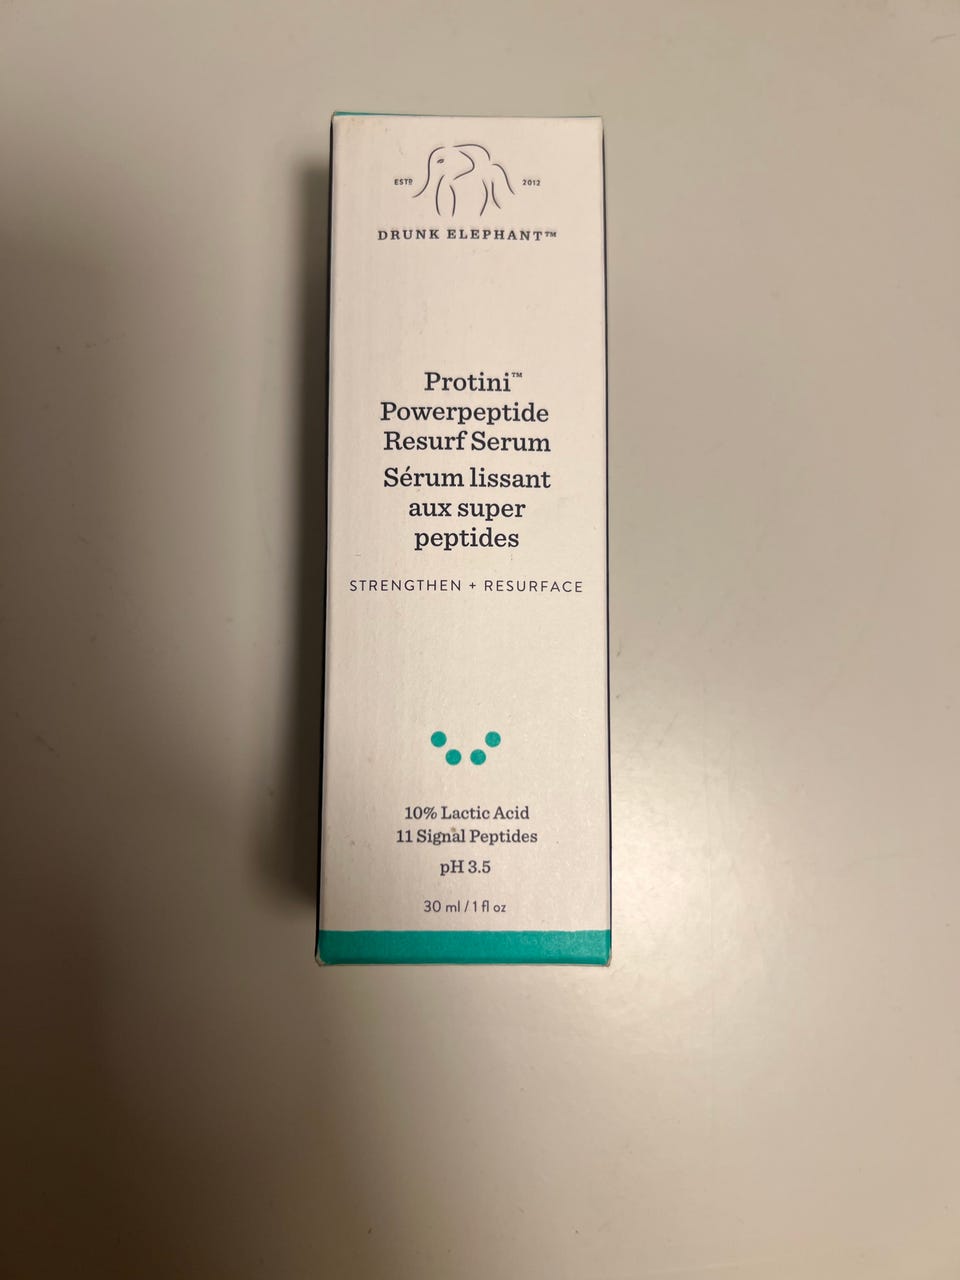 ESTD 2012
DRUNK ELEPHANT™
Protini™
Powerpeptide
Resurf Serum
Sérum lissant
aux super
peptides
STRENGTHEN + RESURFACE
10% Lactic Acid
11 Signal Peptides
pH 3.5
30 ml / 1 fl oz